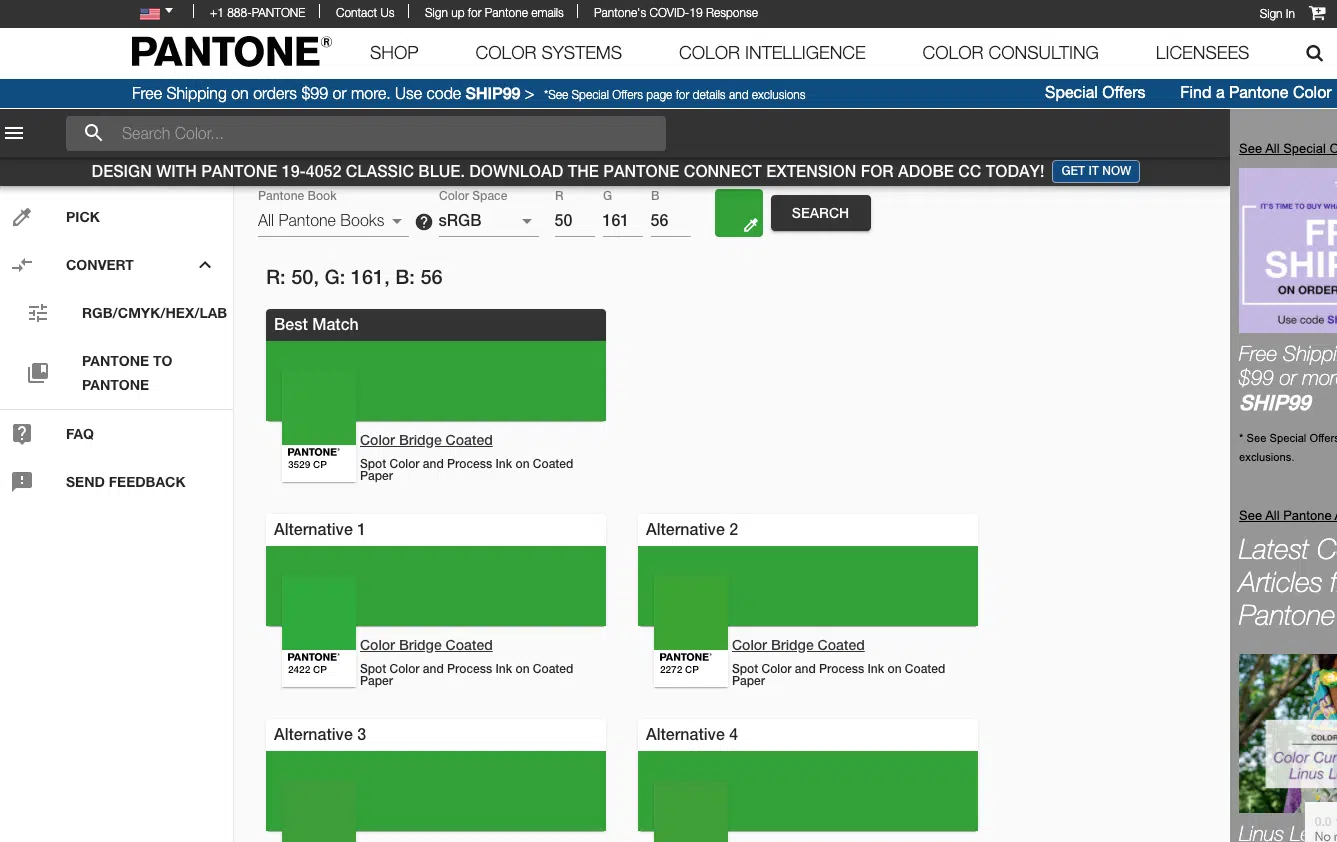 +1 888-PANTONE
Contact Us
Sign up for Pantone emails
Pantone's COVID-19 Response
Sign In
PANTONE®
SHOP
COLOR SYSTEMS
COLOR INTELLIGENCE
COLOR CONSULTING
LICENSEES
Free Shipping on orders $99 or more. Use code SHIP99 > *See Special Offers page for details and exclusions
Special Offers
Find a Pantone Color
Search Color...
DESIGN WITH PANTONE 19-4052 CLASSIC BLUE. DOWNLOAD THE PANTONE CONNECT EXTENSION FOR ADOBE CC TODAY!
GET IT NOW
PICK
CONVERT
RGB/CMYK/HEX/LAB
PANTONE TO
PANTONE
FAQ
SEND FEEDBACK
Pantone Book
All Pantone Books
?
Color Space
sRGB
R
50
G
161
B
56
SEARCH
R: 50, G: 161, B: 56
Best Match
PANTONE®
3529 CP
Color Bridge Coated
Spot Color and Process Ink on Coated
Paper
Alternative 1
PANTONE®
2422 CP
Color Bridge Coated
Spot Color and Process Ink on Coated
Paper
Alternative 2
PANTONE®
2272 CP
Color Bridge Coated
Spot Color and Process Ink on Coated
Paper
Alternative 3
Alternative 4
See All Special
IT'S TIME TO BUY
ON ORDER
Use code
Free
$99 or
SHIP99
* See Special Offers
exclusions.
See All Pantone
Latest
Articles
Pantone
Color
Linus
Linus
0.0
No